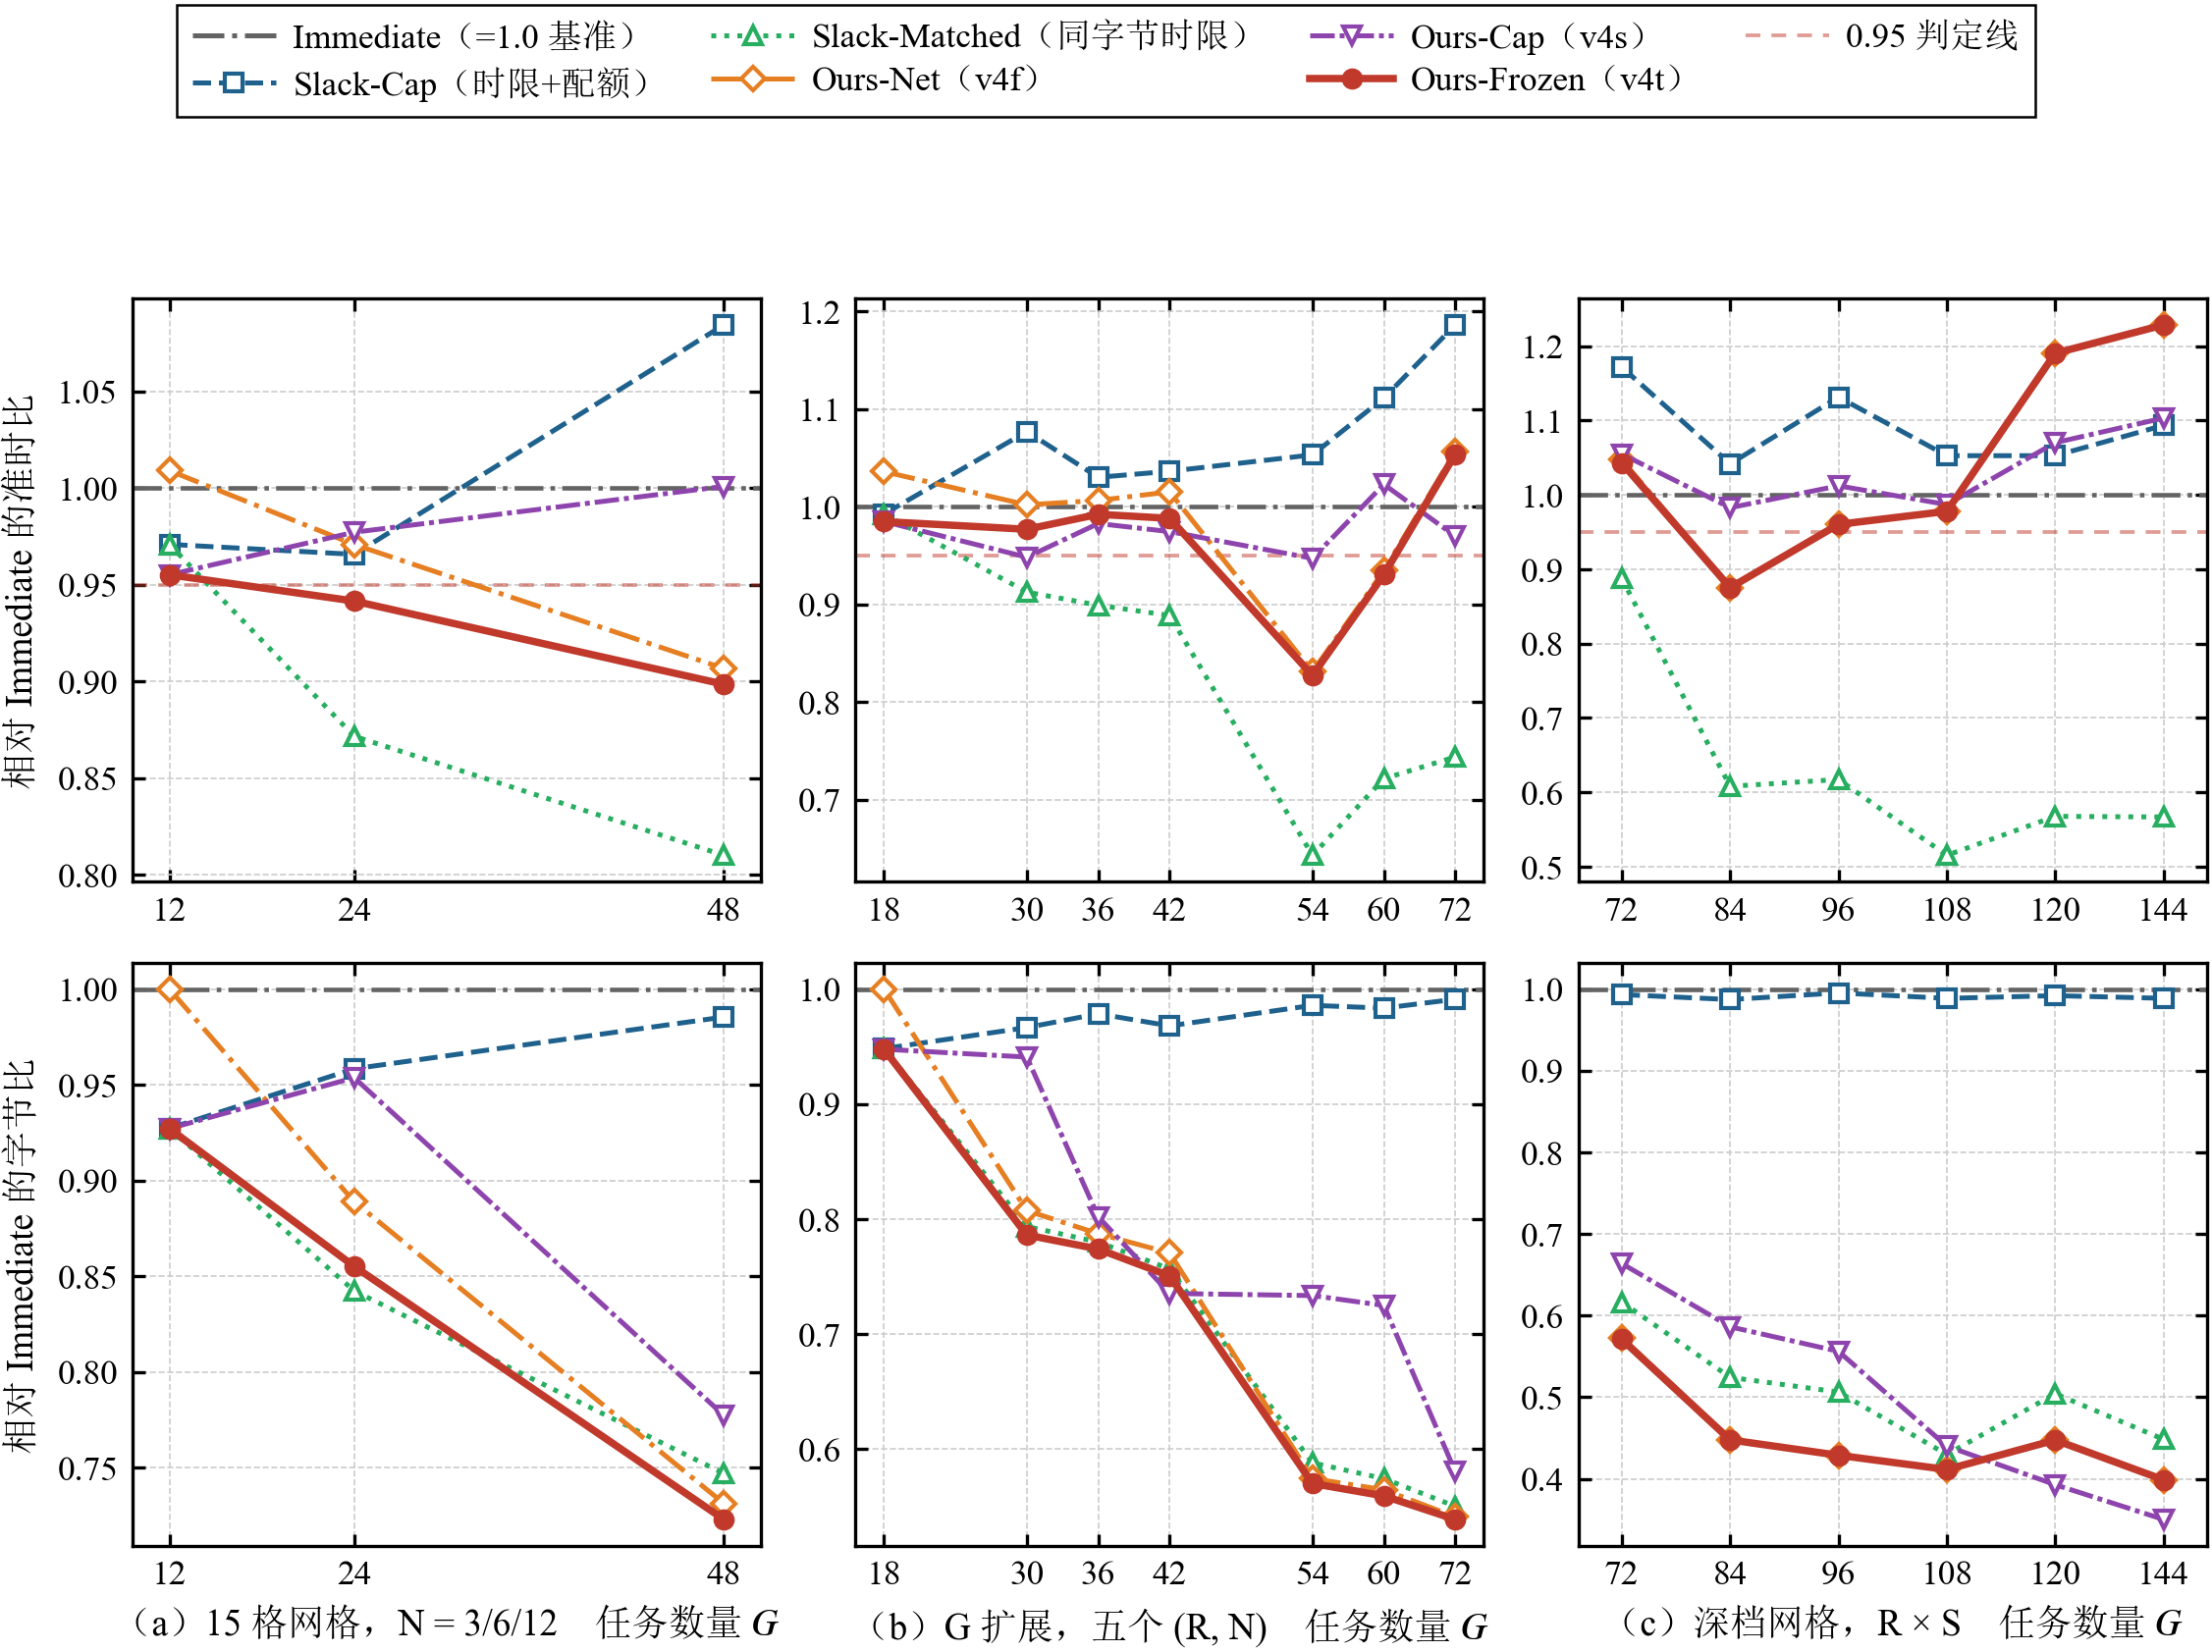 Immediate（=1.0 基准）
Slack-Matched（同字节时限）
Ours-Cap（v4s）
0.95 判定线
Slack-Cap（时限+配额）
Ours-Net（v4f）
Ours-Frozen（v4t）
相对 Immediate 的准时比
1.05
1.00
0.95
0.90
0.85
0.80
12 24 48
1.2
1.1
1.0
0.9
0.8
0.7
18 30 36 42 54 60 72
1.2
1.1
1.0
0.9
0.8
0.7
0.6
0.5
72 84 96 108 120 144
相对 Immediate 的字节比
1.00
0.95
0.90
0.85
0.80
0.75
12 24 48
（a）15 格网格，N = 3/6/12 任务数量 G
1.0
0.9
0.8
0.7
0.6
18 30 36 42 54 60 72
（b）G 扩展，五个 (R, N) 任务数量 G
1.0
0.9
0.8
0.7
0.6
0.5
0.4
72 84 96 108 120 144
（c）深档网格，R × S 任务数量 G